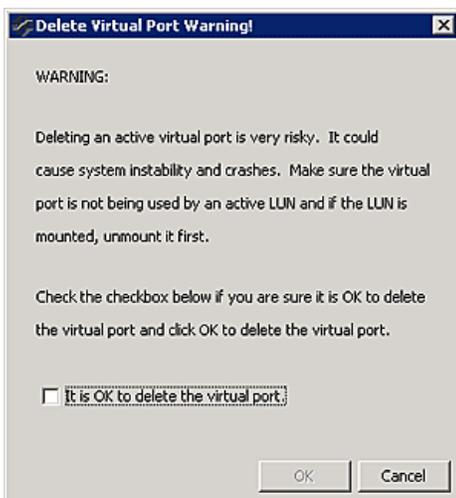 Delete Virtual Port Warning!
WARNING:
Deleting an active virtual port is very risky.  It could
cause system instability and crashes.  Make sure the virtual
port is not being used by an active LUN and if the LUN is
mounted, unmount it first.
Check the checkbox below if you are sure it is OK to delete
the virtual port and click OK to delete the virtual port.
It is OK to delete the virtual port.
OK
Cancel